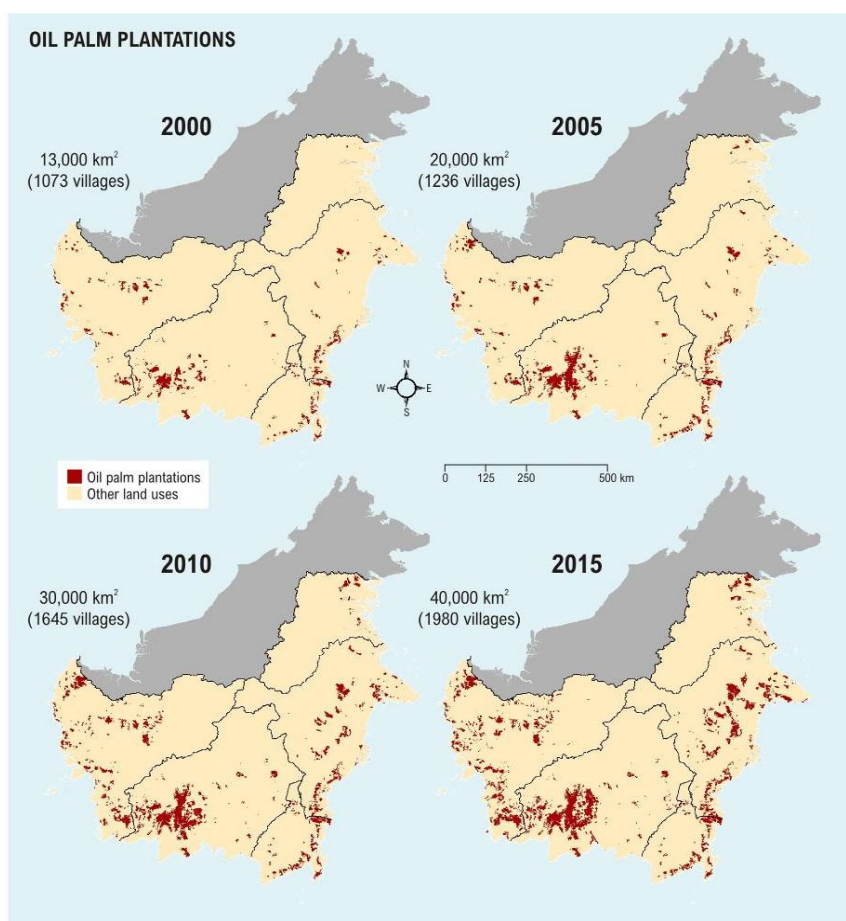 OIL PALM PLANTATIONS
2000
13,000 km²
(1073 villages)
2005
20,000 km²
(1236 villages)
N
W E
S
Oil palm plantations
Other land uses
0 125 250 500 km
2010
30,000 km²
(1645 villages)
2015
40,000 km²
(1980 villages)